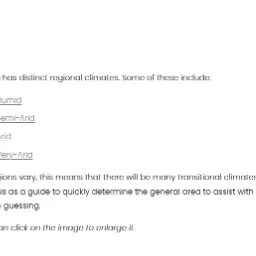 has distinct regional climates. Some of these include:
Humid
Semi-Arid
Arid
Very-Arid
ions vary, this means that there will be many transitional climates
is as a guide to quickly determine the general area to assist with
guessing.
an click on the image to enlarge it.